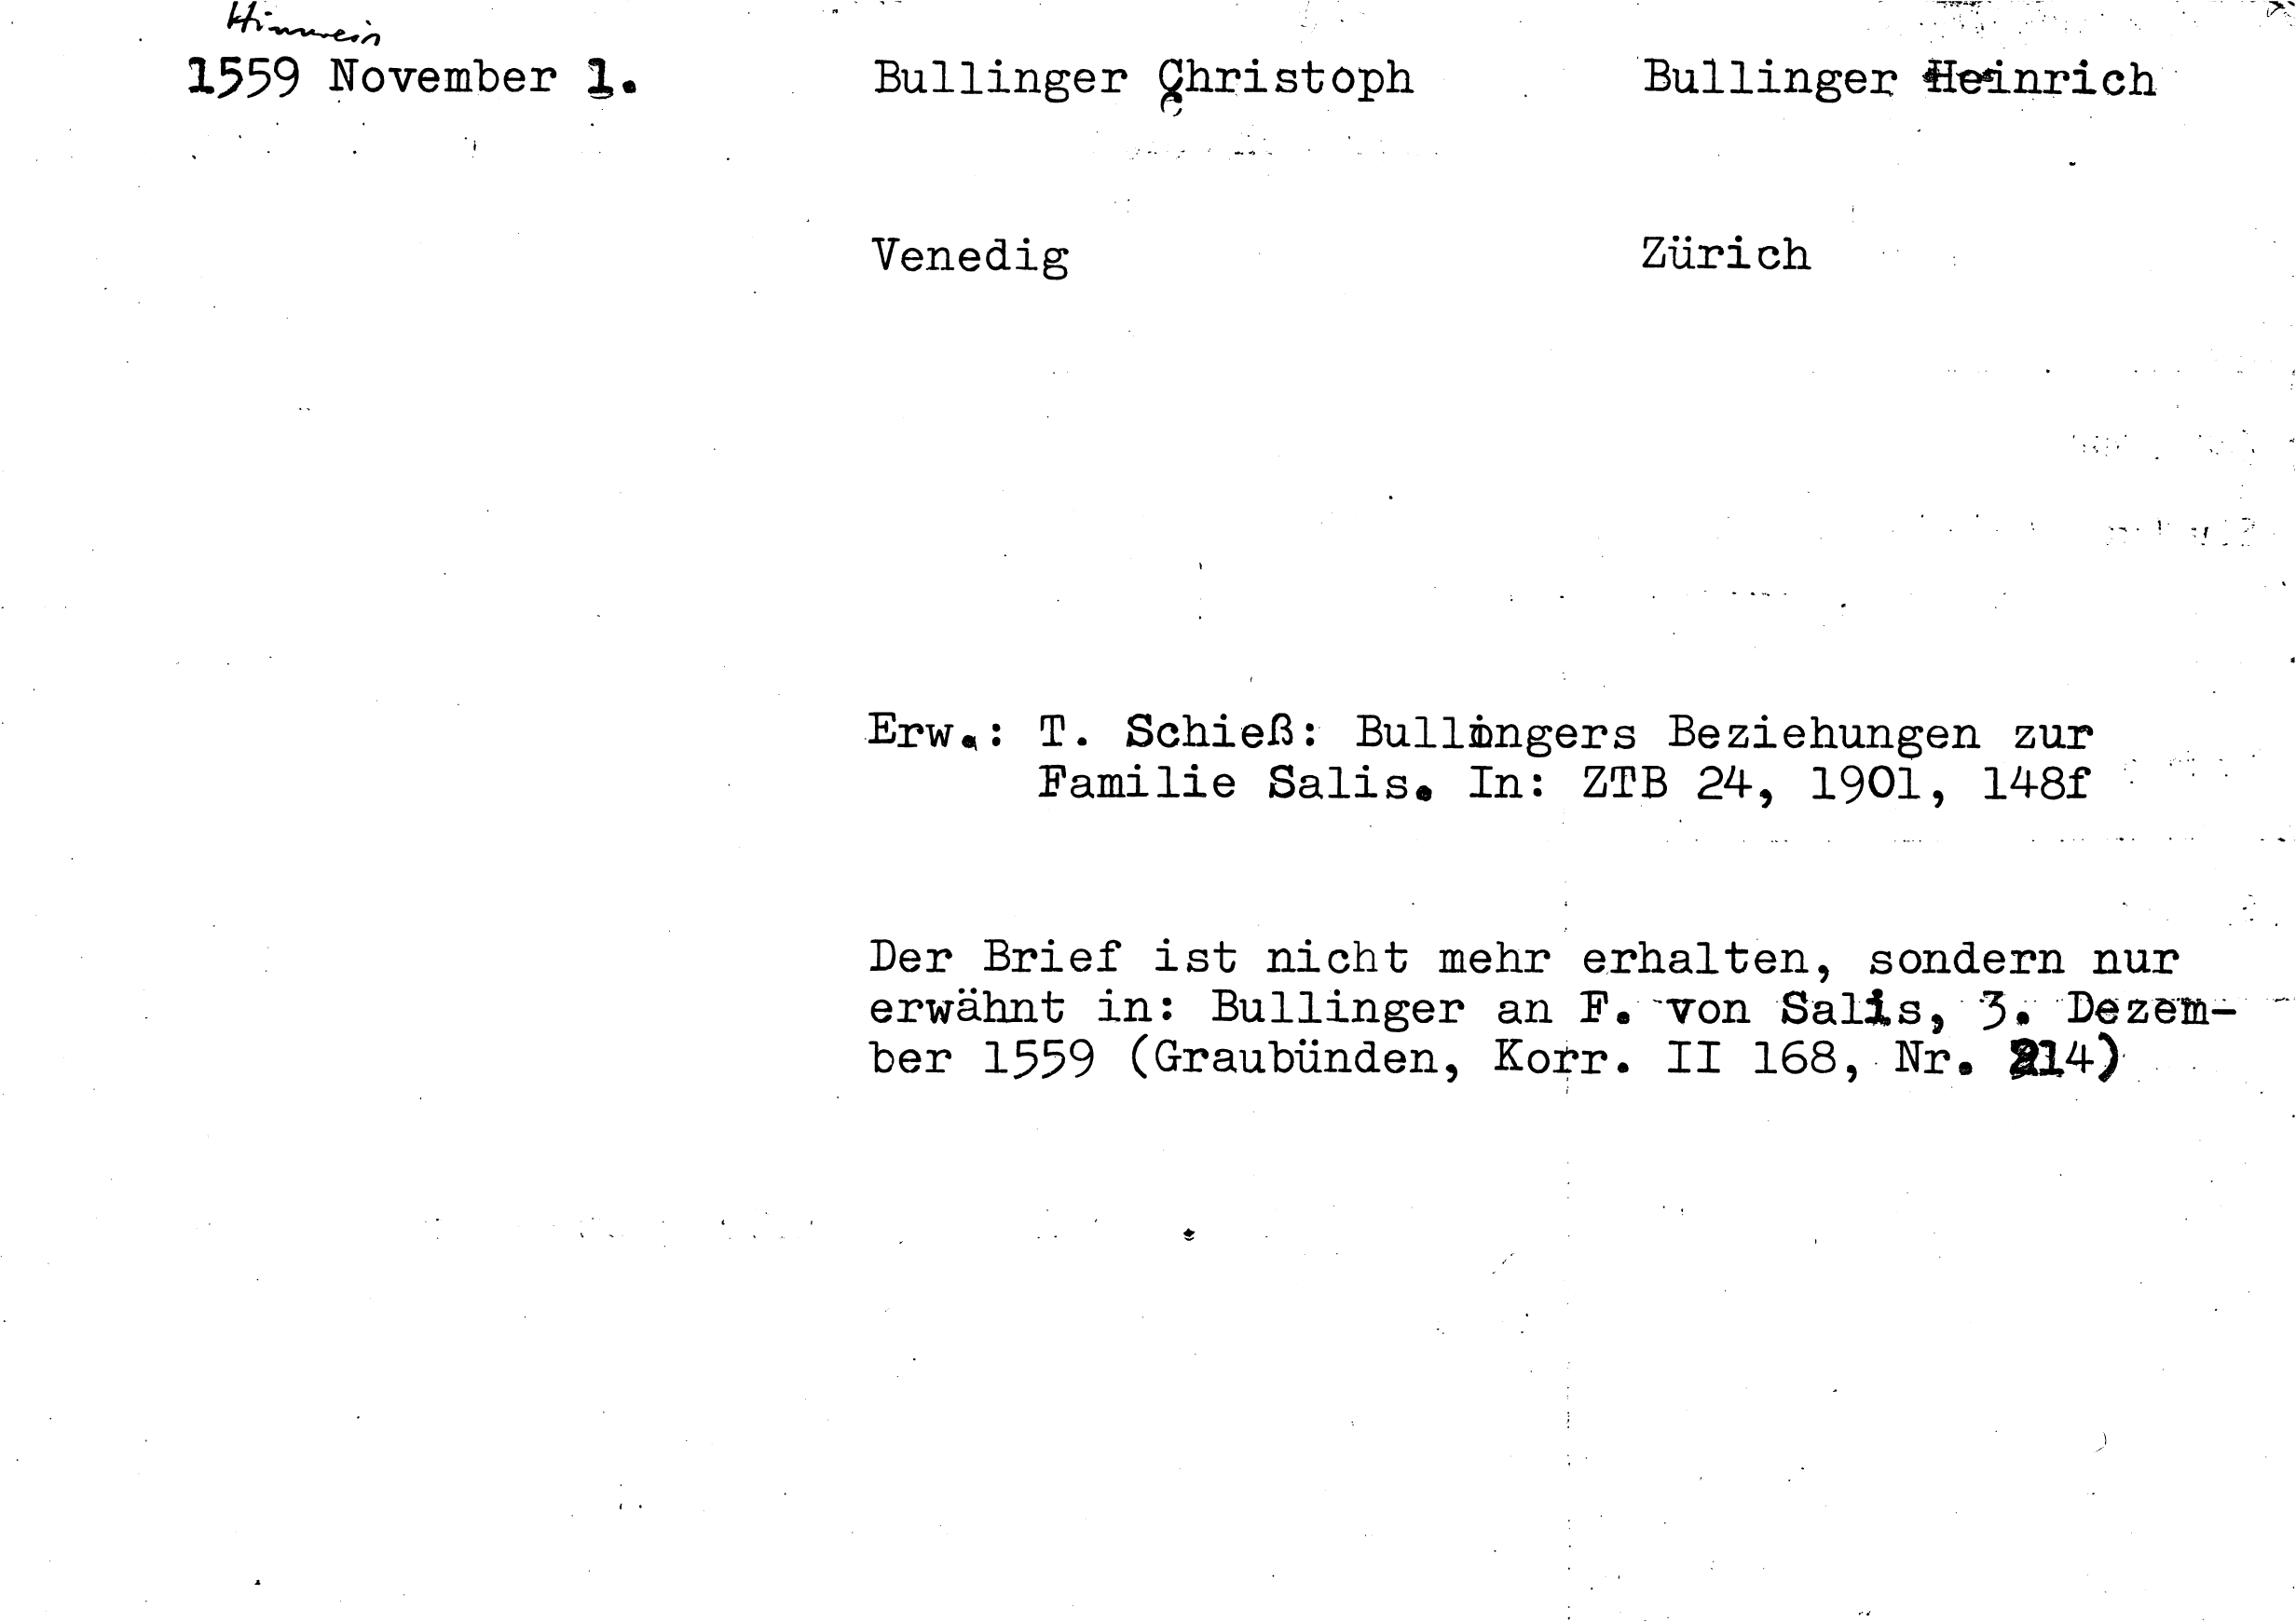 Hinweis
1559 November 1. Bullinger Christoph Bullinger Heinrich
Venedig Zürich
Erw.: T. Schieß: Bullingers Beziehungen zur
Familie Salis. In: ZTB 24, 1901, 148f
Der Brief ist nicht mehr erhalten, sondern nur
erwähnt in: Bullinger an F. von Salis, 3. Dezem-
ber 1559 (Graubünden, Korr. II 168, Nr. 214)